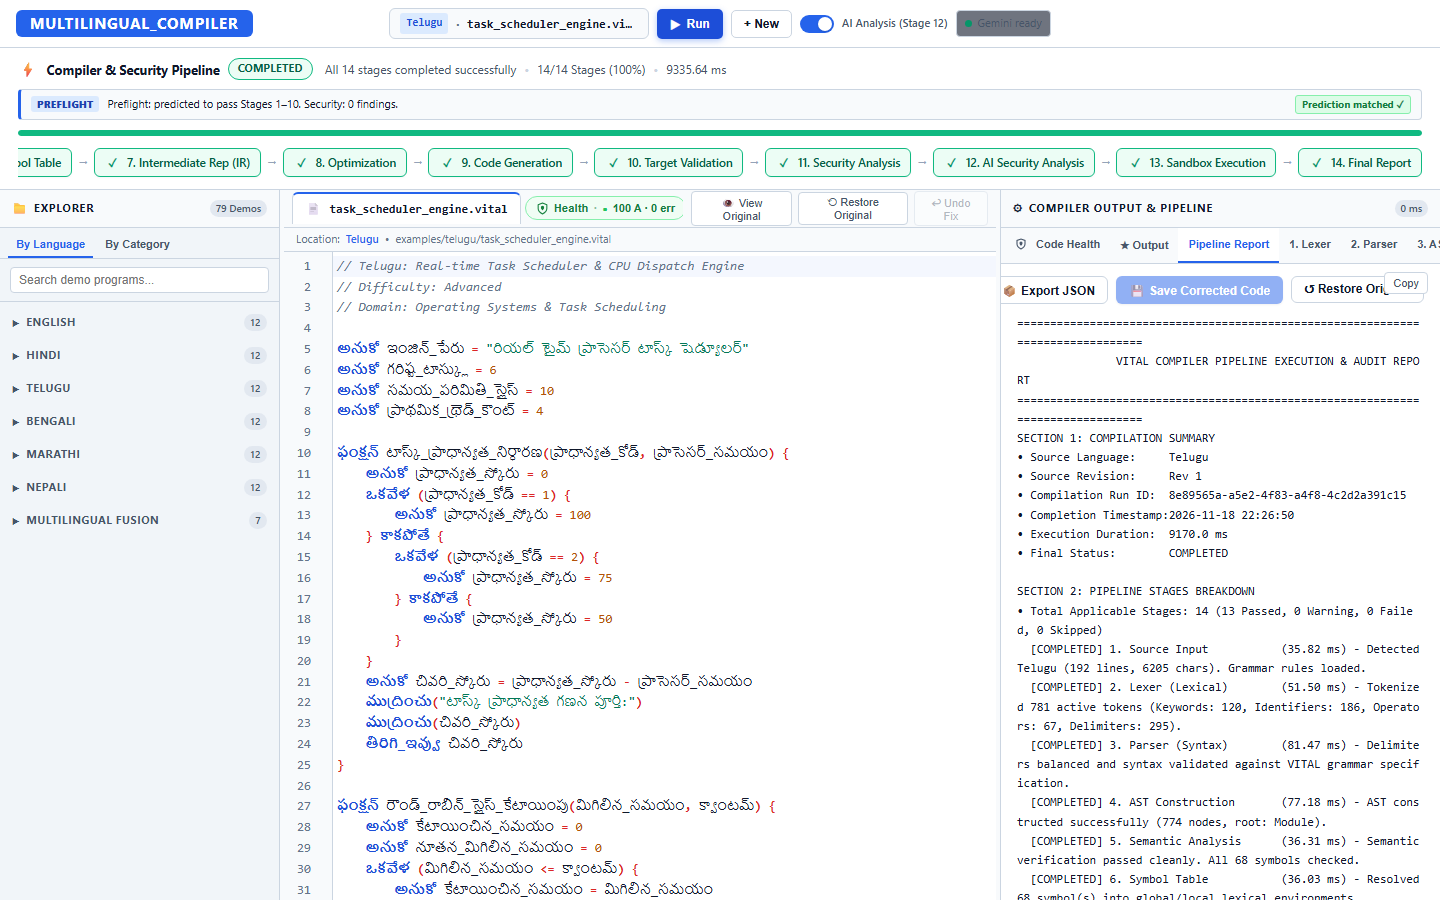 MULTILINGUAL_COMPILER
Telugu · task_scheduler_engine.vi...
▶ Run
+ New
AI Analysis (Stage 12)
Gemini ready
Compiler & Security Pipeline
COMPLETED
All 14 stages completed successfully • 14/14 Stages (100%) • 9335.64 ms
PREFLIGHT Preflight: predicted to pass Stages 1–10. Security: 0 findings.
Prediction matched ✓
ool Table → ✓ 7. Intermediate Rep (IR) → ✓ 8. Optimization → ✓ 9. Code Generation → ✓ 10. Target Validation → ✓ 11. Security Analysis → ✓ 12. AI Security Analysis → ✓ 13. Sandbox Execution → ✓ 14. Final Report
EXPLORER
79 Demos
By Language
By Category
Search demo programs...
▶ ENGLISH 12
▶ HINDI 12
▶ TELUGU 12
▶ BENGALI 12
▶ MARATHI 12
▶ NEPALI 12
▶ MULTILINGUAL FUSION 7
task_scheduler_engine.vital
Health · 100 A · 0 err
View Original
Restore Original
Undo Fix
Location: Telugu • examples/telugu/task_scheduler_engine.vital
1 // Telugu: Real-time Task Scheduler & CPU Dispatch Engine
2 // Difficulty: Advanced
3 // Domain: Operating Systems & Task Scheduling
4
5 అనుకో ఇంజిన్_పేరు = "రియల్ టైమ్ ప్రాసెసర్ టాస్క్ షెడ్యూలర్"
6 అనుకో గరిష్ట_టాస్క్లు = 6
7 అనుకో సమయ_పరిమితి_స్లైస్ = 10
8 అనుకో ప్రాథమిక_థ్రెడ్_కౌంట్ = 4
9
10 ఫంక్షన్ టాస్క్_ప్రాధాన్యత_నిర్ధారణ(ప్రాధాన్యత_కోడ్, ప్రాసెసర్_సమయం) {
11 అనుకో ప్రాధాన్యత_స్కోరు = 0
12 ఒకవేళ (ప్రాధాన్యత_కోడ్ == 1) {
13 అనుకో ప్రాధాన్యత_స్కోరు = 100
14 } కాకపోతే {
15 ఒకవేళ (ప్రాధాన్యత_కోడ్ == 2) {
16 అనుకో ప్రాధాన్యత_స్కోరు = 75
17 } కాకపోతే {
18 అనుకో ప్రాధాన్యత_స్కోరు = 50
19 }
20 }
21 అనుకో చివరి_స్కోరు = ప్రాధాన్యత_స్కోరు - ప్రాసెసర్_సమయం
22 ముద్రించు("టాస్క్ ప్రాధాన్యత గణన పూర్తి:")
23 ముద్రించు(చివరి_స్కోరు)
24 తిరిగి_ఇవ్వు చివరి_స్కోరు
25 }
26
27 ఫంక్షన్ రౌండ్_రాబిన్_స్లైస్_కేటాయింపు(మిగిలిన_సమయం, క్వాంటమ్) {
28 అనుకో కేటాయించిన_సమయం = 0
29 అనుకో నూతన_మిగిలిన_సమయం = 0
30 ఒకవేళ (మిగిలిన_సమయం <= క్వాంటమ్) {
31 అనుకో కేటాయించిన_సమయం = మిగిలిన_సమయం
COMPILER OUTPUT & PIPELINE
0 ms
Code Health ★ Output Pipeline Report 1. Lexer 2. Parser 3. A
Export JSON
Save Corrected Code
Restore Orig
Copy
=============================================================
===================
VITAL COMPILER PIPELINE EXECUTION & AUDIT REPO
RT
=============================================================
===================
SECTION 1: COMPILATION SUMMARY
• Source Language: Telugu
• Source Revision: Rev 1
• Compilation Run ID: 8e89565a-a5e2-4f83-a4f8-4c2d2a391c15
• Completion Timestamp:2026-11-18 22:26:50
• Execution Duration: 9170.0 ms
• Final Status: COMPLETED
SECTION 2: PIPELINE STAGES BREAKDOWN
• Total Applicable Stages: 14 (13 Passed, 0 Warning, 0 Faile
d, 0 Skipped)
[COMPLETED] 1. Source Input (35.82 ms) - Detected
Telugu (192 lines, 6205 chars). Grammar rules loaded.
[COMPLETED] 2. Lexer (Lexical) (51.50 ms) - Tokenize
d 781 active tokens (Keywords: 120, Identifiers: 186, Operato
rs: 67, Delimiters: 295).
[COMPLETED] 3. Parser (Syntax) (81.47 ms) - Delimite
rs balanced and syntax validated against VITAL grammar specif
ication.
[COMPLETED] 4. AST Construction (77.18 ms) - AST cons
tructed successfully (774 nodes, root: Module).
[COMPLETED] 5. Semantic Analysis (36.31 ms) - Semantic
verification passed cleanly. All 68 symbols checked.
[COMPLETED] 6. Symbol Table (36.03 ms) - Resolved
68 symbol(s) into global/local lexical environments